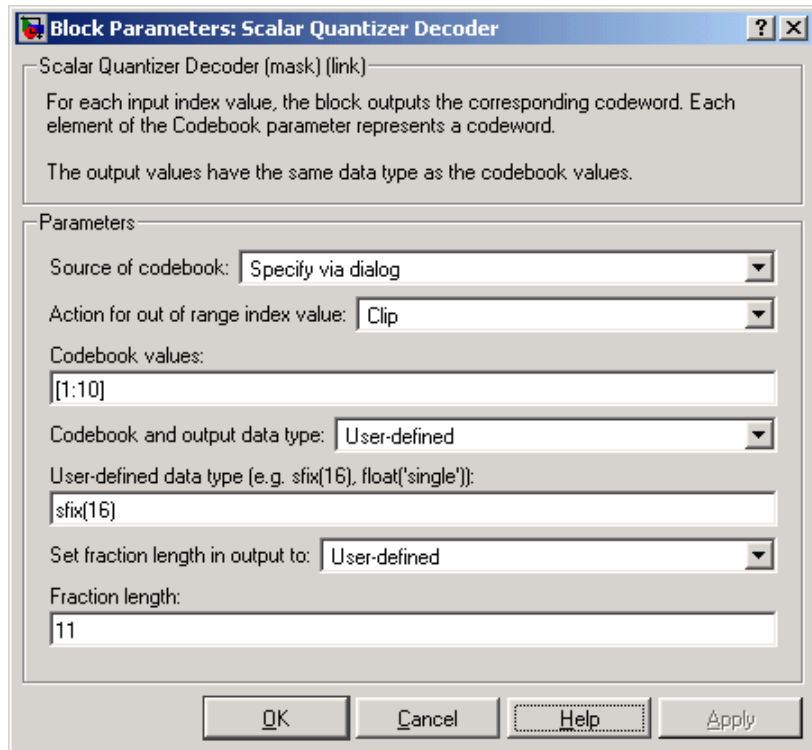 Block Parameters: Scalar Quantizer Decoder
Scalar Quantizer Decoder (mask) (link)
For each input index value, the block outputs the corresponding codeword. Each
element of the Codebook parameter represents a codeword.
The output values have the same data type as the codebook values.
Parameters
Source of codebook: Specify via dialog
Action for out of range index value: Clip
Codebook values:
[1:10]
Codebook and output data type: User-defined
User-defined data type (e.g. sfix(16), float('single')):
sfix(16)
Set fraction length in output to: User-defined
Fraction length:
11
OK Cancel Help Apply